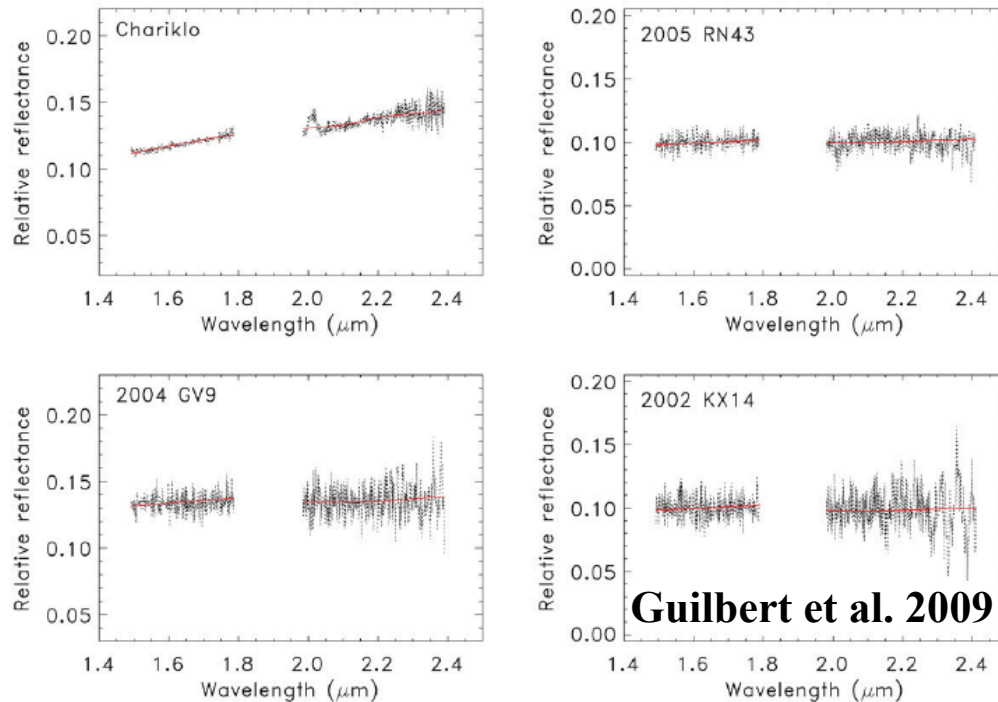 Chariklo
0.20
0.15
0.10
0.05
Relative reflectance
1.4 1.6 1.8 2.0 2.2 2.4
Wavelength (μm)
2005 RN43
0.20
0.15
0.10
0.05
0.00
Relative reflectance
1.4 1.6 1.8 2.0 2.2 2.4
Wavelength (μm)
2004 GV9
0.20
0.15
0.10
0.05
Relative reflectance
1.4 1.6 1.8 2.0 2.2 2.4
Wavelength (μm)
2002 KX14
0.20
0.15
0.10
0.05
0.00
Relative reflectance
Guilbert et al. 2009
1.4 1.6 1.8 2.0 2.2 2.4
Wavelength (μm)